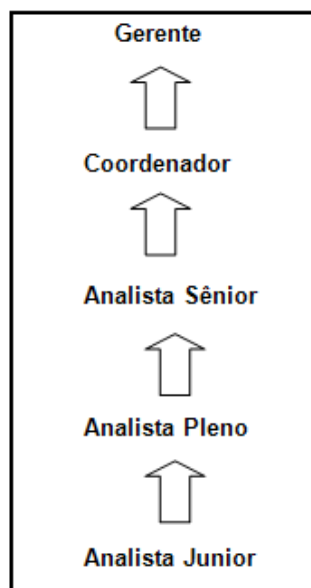 Gerente
Coordenador
Analista Sênior
Analista Pleno
Analista Junior